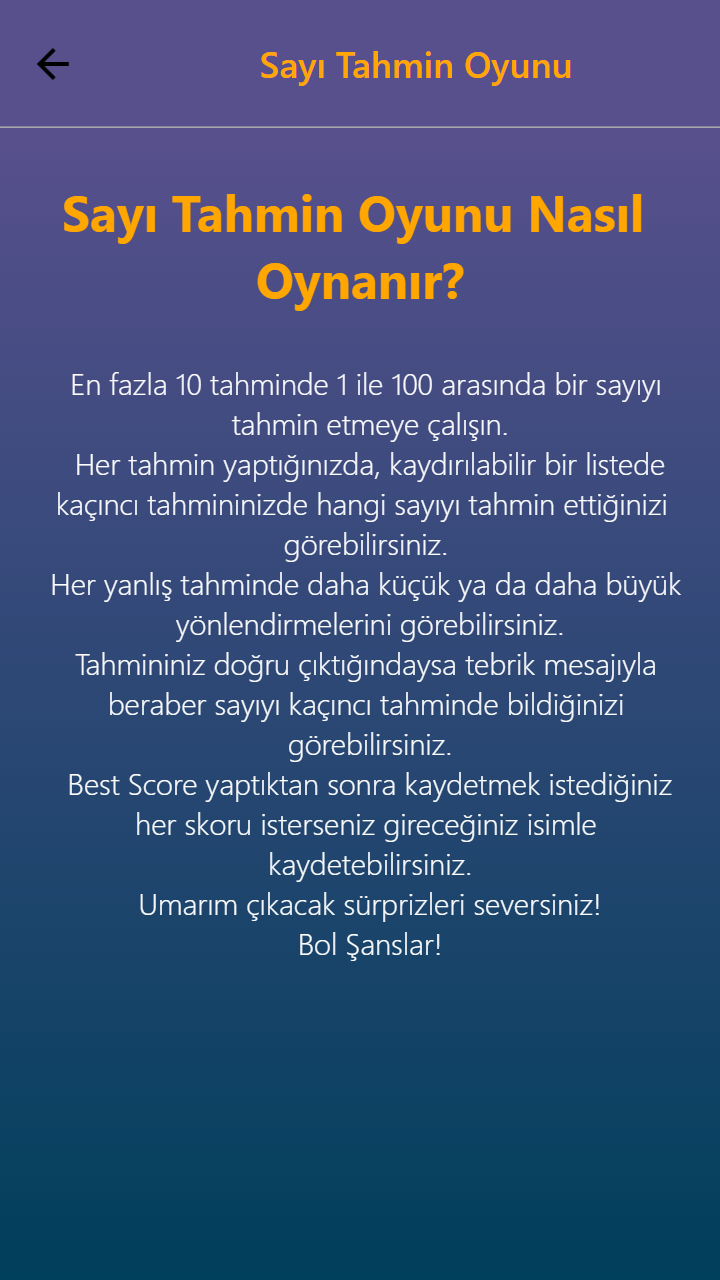 Sayı Tahmin Oyunu
Sayı Tahmin Oyunu Nasıl
Oynanır?
En fazla 10 tahminde 1 ile 100 arasında bir sayıyı
tahmin etmeye çalışın.
Her tahmin yaptığınızda, kaydırılabilir bir listede
kaçıncı tahmininizde hangi sayıyı tahmin ettiğinizi
görebilirsiniz.
Her yanlış tahminde daha küçük ya da daha büyük
yönlendirmelerini görebilirsiniz.
Tahmininiz doğru çıktığındaysa tebrik mesajıyla
beraber sayıyı kaçıncı tahminde bildiğinizi
görebilirsiniz.
Best Score yaptıktan sonra kaydetmek istediğiniz
her skoru isterseniz gireceğiniz isimle
kaydetebilirsiniz.
Umarım çıkacak sürprizleri seversiniz!
Bol Şanslar!